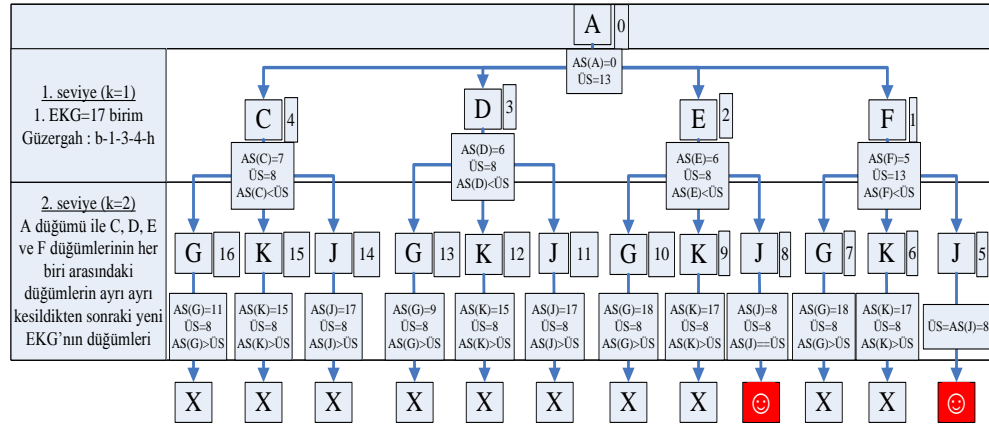 A 0
AS(A)=0
ÜS=13
1. seviye (k=1)
1. EKG=17 birim
Güzergah : b-1-3-4-h
C 4
D 3
E 2
F 1
AS(C)=7
ÜS=8
AS(C)<ÜS
AS(D)=6
ÜS=8
AS(D)<ÜS
AS(E)=6
ÜS=8
AS(E)<ÜS
AS(F)=5
ÜS=13
AS(F)<ÜS
2. seviye (k=2)
A düğümü ile C, D, E
ve F düğümlerinin her
biri arasındaki
düğümlerin ayrı ayrı
kesildikten sonraki yeni
EKG’nın düğümleri
G 16
K 15
J 14
G 13
K 12
J 11
G 10
K 9
J 8
G 7
K 6
J 5
AS(G)=11
ÜS=8
AS(G)>ÜS
AS(K)=15
ÜS=8
AS(K)>ÜS
AS(J)=17
ÜS=8
AS(J)>ÜS
AS(G)=9
ÜS=8
AS(G)>ÜS
AS(K)=15
ÜS=8
AS(K)>ÜS
AS(J)=17
ÜS=8
AS(J)>ÜS
AS(G)=18
ÜS=8
AS(G)>ÜS
AS(K)=17
ÜS=8
AS(K)>ÜS
AS(J)=8
ÜS=8
AS(J)==ÜS
AS(G)=18
ÜS=8
AS(G)>ÜS
AS(K)=17
ÜS=8
AS(K)>ÜS
ÜS=AS(J)=8
X X X X X X X X ☺ X X ☺